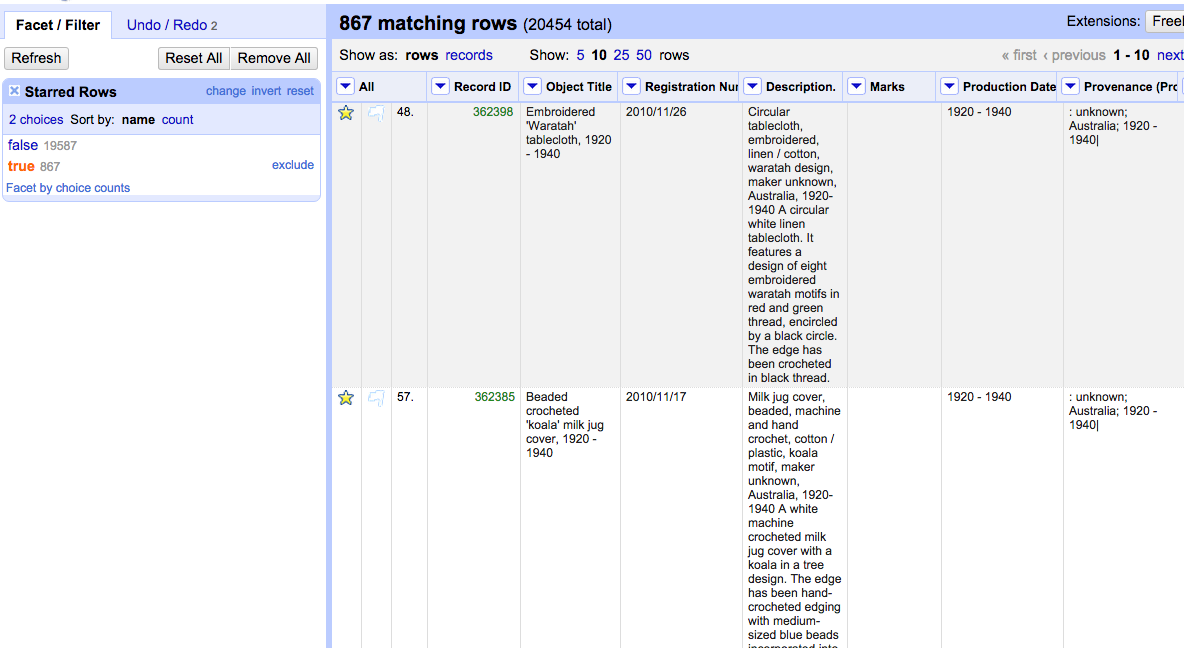 Facet / Filter Undo / Redo 2
Refresh Reset All Remove All
Starred Rows change invert reset
2 choices Sort by: name count
false 19587
true 867 exclude
Facet by choice counts
867 matching rows (20454 total) Extensions:
Show as: rows records Show: 5 10 25 50 rows « first ‹ previous 1 - 10 next
All Record ID Object Title Registration Description. Marks Production Date Provenance
48. 362398
Embroidered
'Waratah'
tablecloth, 1920
- 1940
2010/11/26
Circular
tablecloth,
embroidered,
linen / cotton,
waratah design,
maker unknown,
Australia, 1920-
1940 A circular
white linen
tablecloth. It
features a
design of eight
embroidered
waratah motifs in
red and green
thread, encircled
by a black circle.
The edge has
been crocheted
in black thread.
1920 - 1940
: unknown;
Australia; 1920 -
1940|
57. 362385
Beaded
crocheted
'koala' milk jug
cover, 1920 -
1940
2010/11/17
Milk jug cover,
beaded, machine
and hand
crochet, cotton /
plastic, koala
motif, maker
unknown,
Australia, 1920-
1940 A white
machine
crocheted milk
jug cover with a
koala in a tree
design. The edge
has been hand-
crocheted edging
with medium-
sized blue beads
1920 - 1940
: unknown;
Australia; 1920 -
1940|